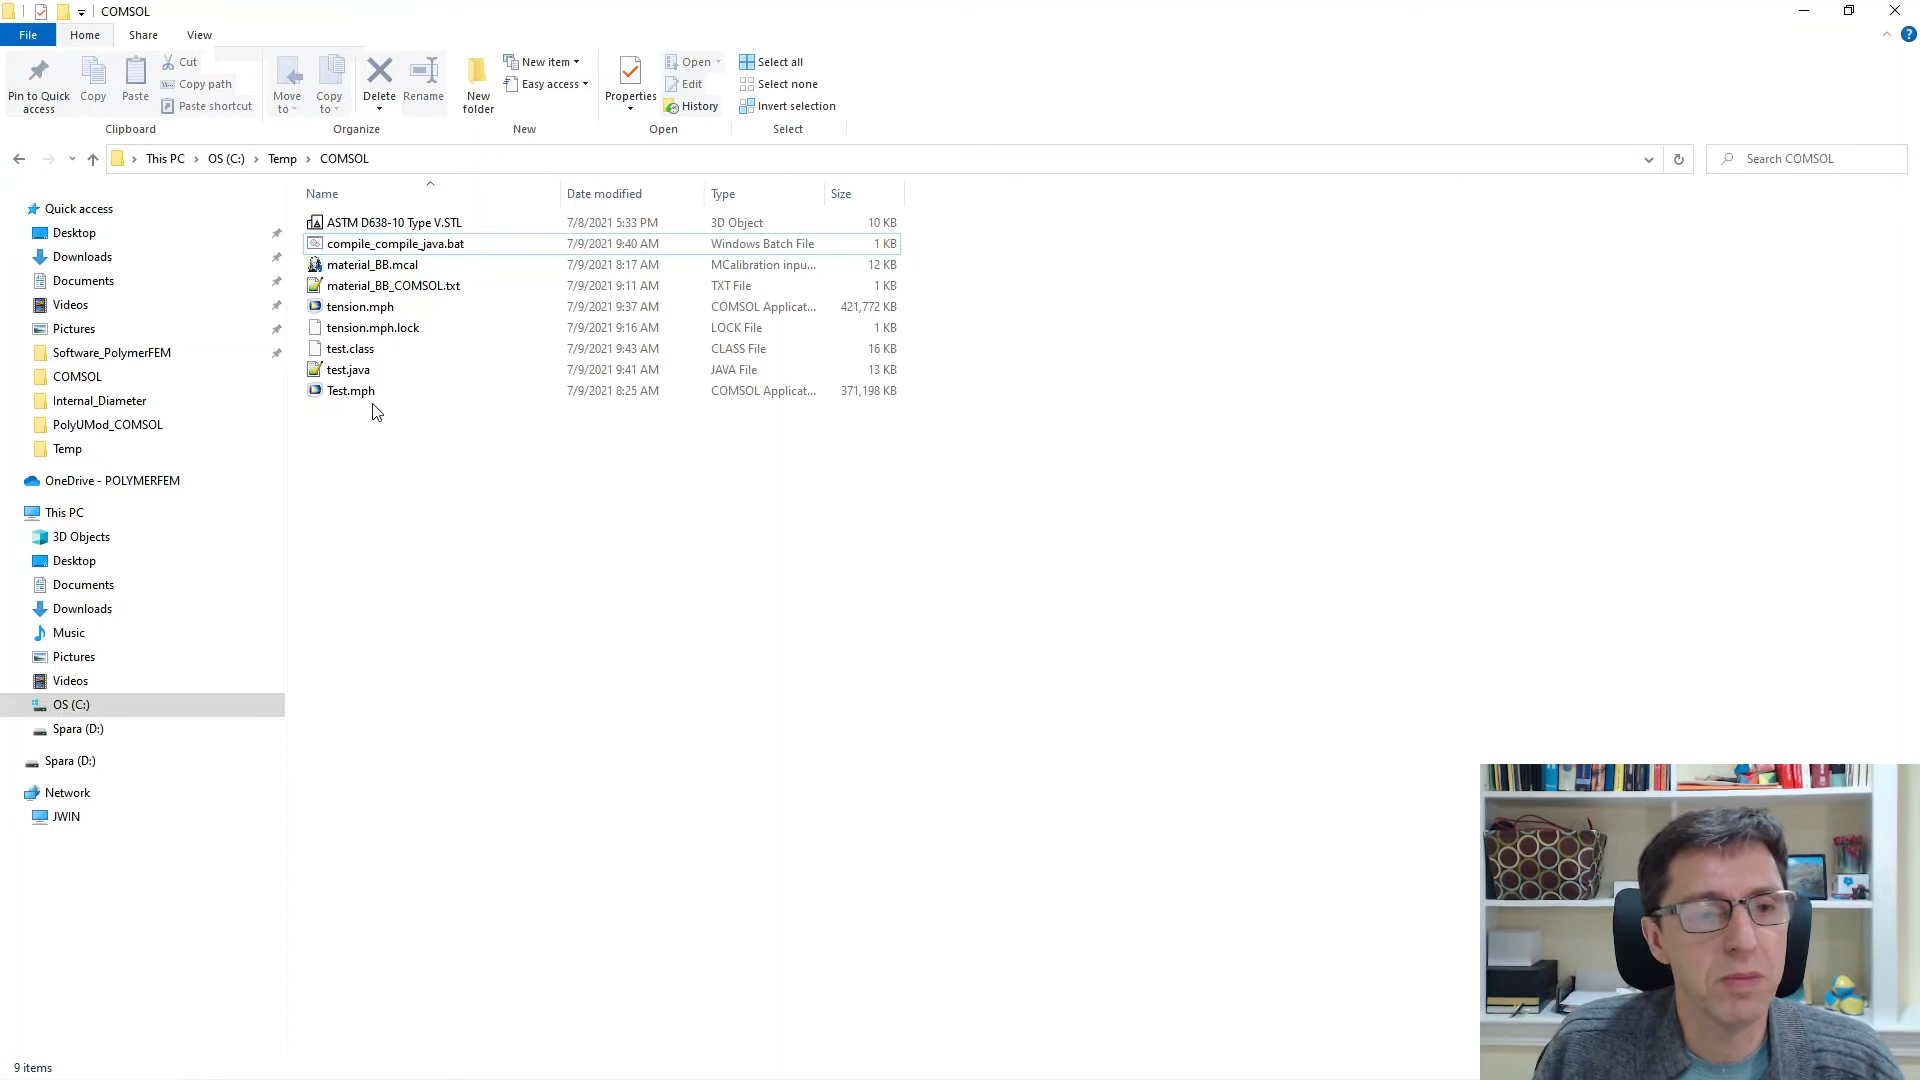 COMSOL
File Home Share View
Pin to Quick access
Copy
Paste
Cut
Copy path
Paste shortcut
Clipboard
Move to
Copy to
Delete
Rename
Organize
New folder
New item
Easy access
New
Properties
Open
Edit
History
Open
Select all
Select none
Invert selection
Select
This PC › OS (C:) › Temp › COMSOL
Search COMSOL
Quick access
Desktop
Downloads
Documents
Videos
Pictures
Software_PolymerFEM
COMSOL
Internal_Diameter
PolyUMod_COMSOL
Temp
OneDrive - POLYMERFEM
This PC
3D Objects
Desktop
Documents
Downloads
Music
Pictures
Videos
OS (C:)
Spara (D:)
Spara (D:)
Network
JWIN
Name Date modified Type Size
ASTM D638-10 Type V.STL 7/8/2021 5:33 PM 3D Object 10 KB
compile_compile_java.bat 7/9/2021 9:40 AM Windows Batch File 1 KB
material_BB.mcal 7/9/2021 8:17 AM MCalibration inpu... 12 KB
material_BB_COMSOL.txt 7/9/2021 9:11 AM TXT File 1 KB
tension.mph 7/9/2021 9:37 AM COMSOL Applicat... 421,772 KB
tension.mph.lock 7/9/2021 9:16 AM LOCK File 1 KB
test.class 7/9/2021 9:43 AM CLASS File 16 KB
test.java 7/9/2021 9:41 AM JAVA File 13 KB
Test.mph 7/9/2021 8:25 AM COMSOL Applicat... 371,198 KB
9 items